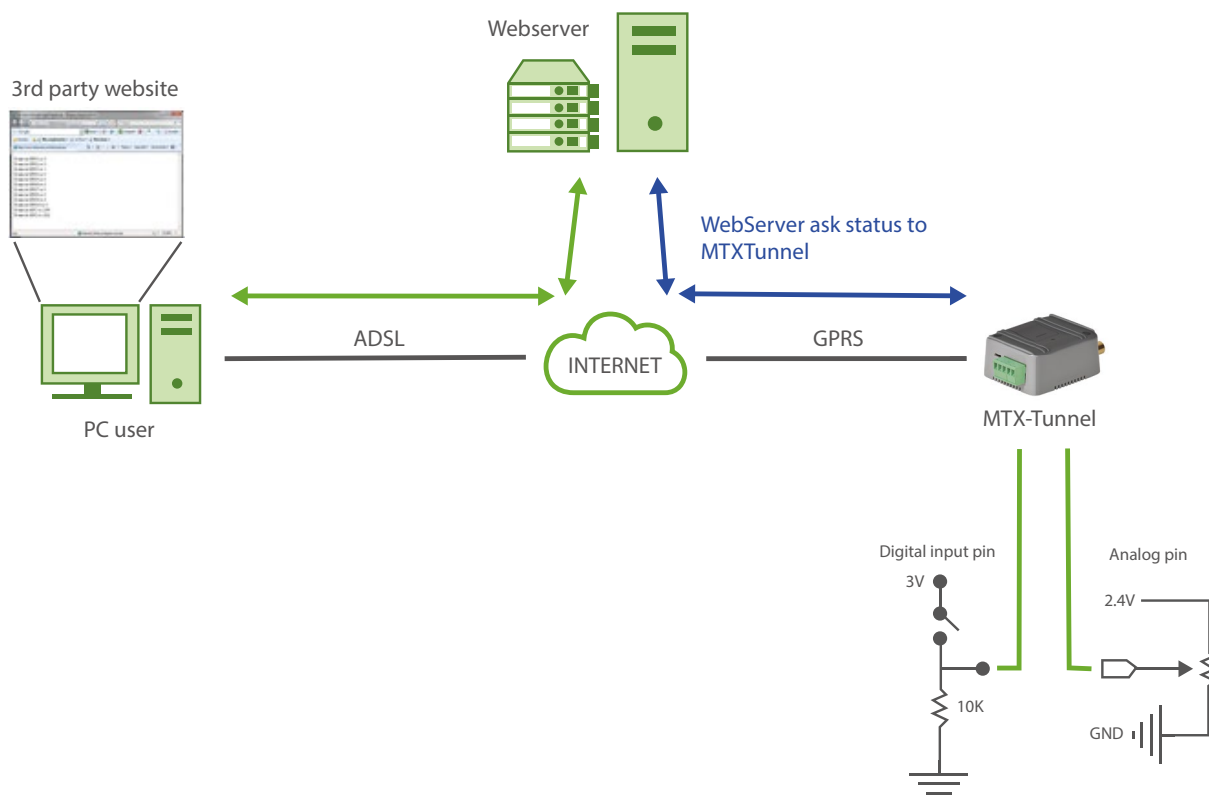 Webserver
3rd party website
WebServer ask status to
MTXTunnel
ADSL
INTERNET
GPRS
PC user
MTX-Tunnel
Digital input pin
3V
10K
Analog pin
2.4V
GND